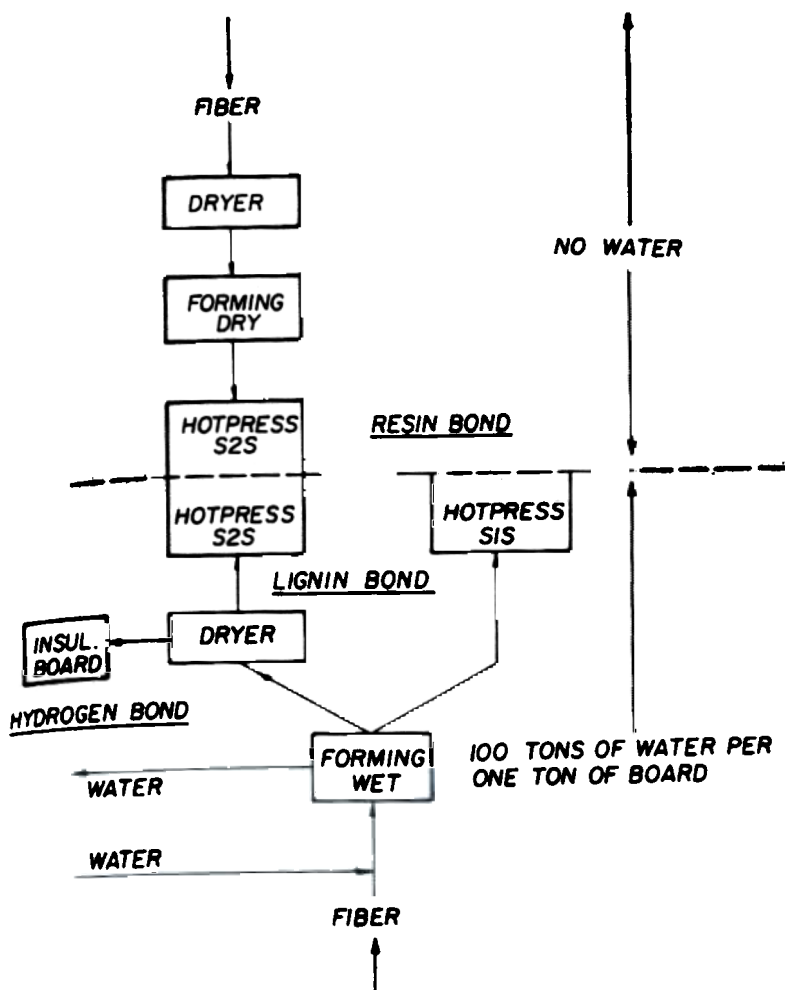 FIBER
DRYER
NO WATER
FORMING
DRY
HOTPRESS
S2S
RESIN BOND
HOTPRESS
S2S
HOTPRESS
S1S
LIGNIN BOND
DRYER
INSUL.
BOARD
HYDROGEN BOND
FORMING
WET
100 TONS OF WATER PER
ONE TON OF BOARD
WATER
WATER
FIBER